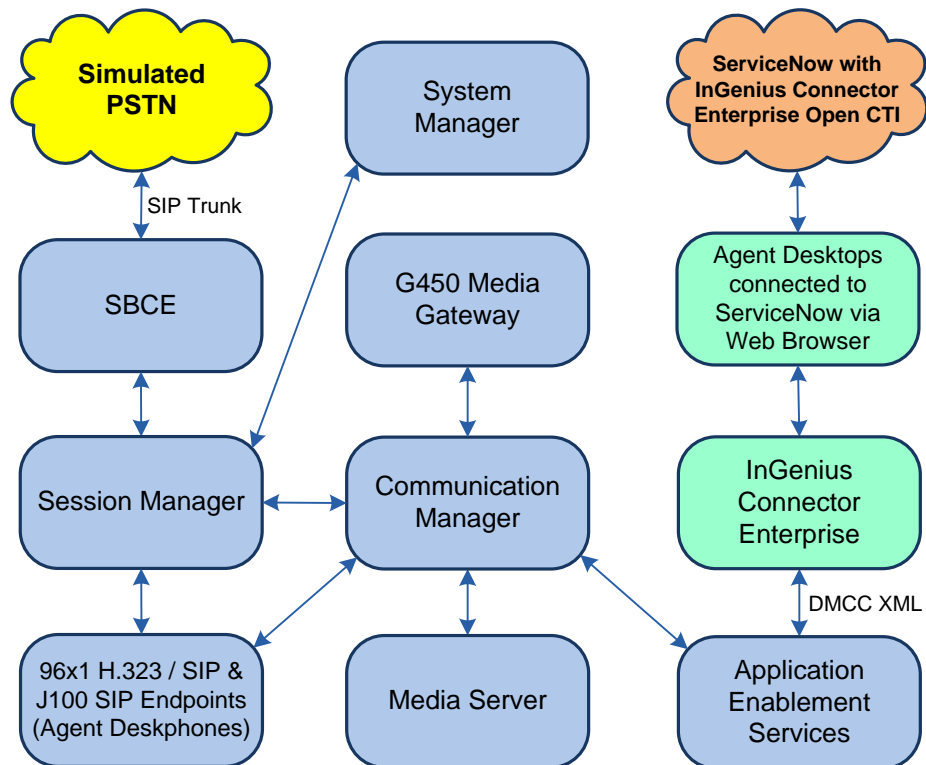 Simulated
PSTN
System
Manager
ServiceNow with
InGenius Connector
Enterprise Open CTI
SIP Trunk
SBCE
G450 Media
Gateway
Agent Desktops
connected to
ServiceNow via
Web Browser
Session Manager
Communication
Manager
InGenius
Connector
Enterprise
DMCC XML
96x1 H.323 / SIP &
J100 SIP Endpoints
(Agent Deskphones)
Media Server
Application
Enablement
Services